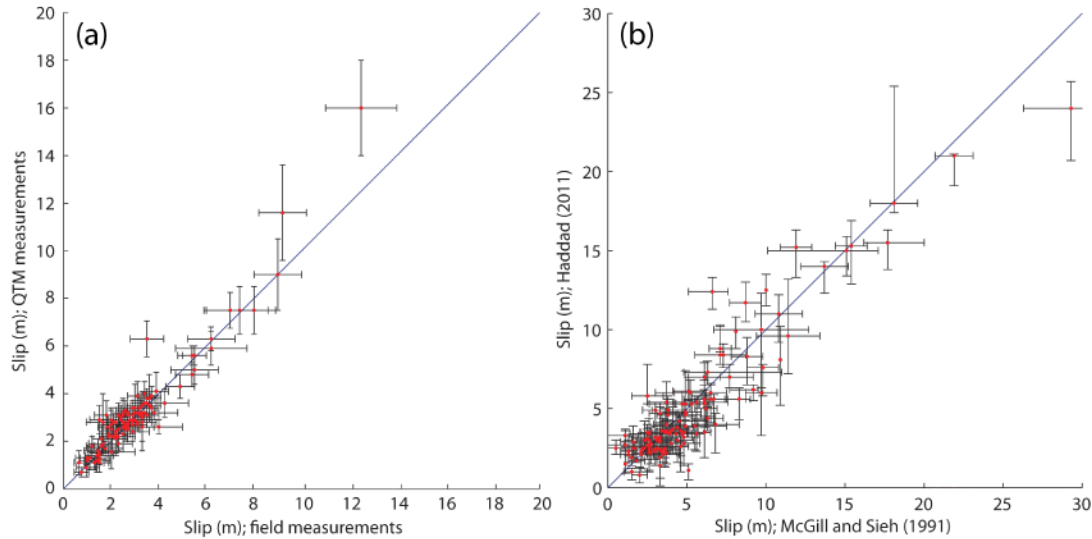 (a)
Slip (m); QTM measurements
20
18
16
14
12
10
8
6
4
2
0
0 2 4 6 8 10 12 14 16 18 20
Slip (m); field measurements
(b)
Slip (m); Haddad (2011)
30
25
20
15
10
5
0
0 5 10 15 20 25 30
Slip (m); McGill and Sieh (1991)